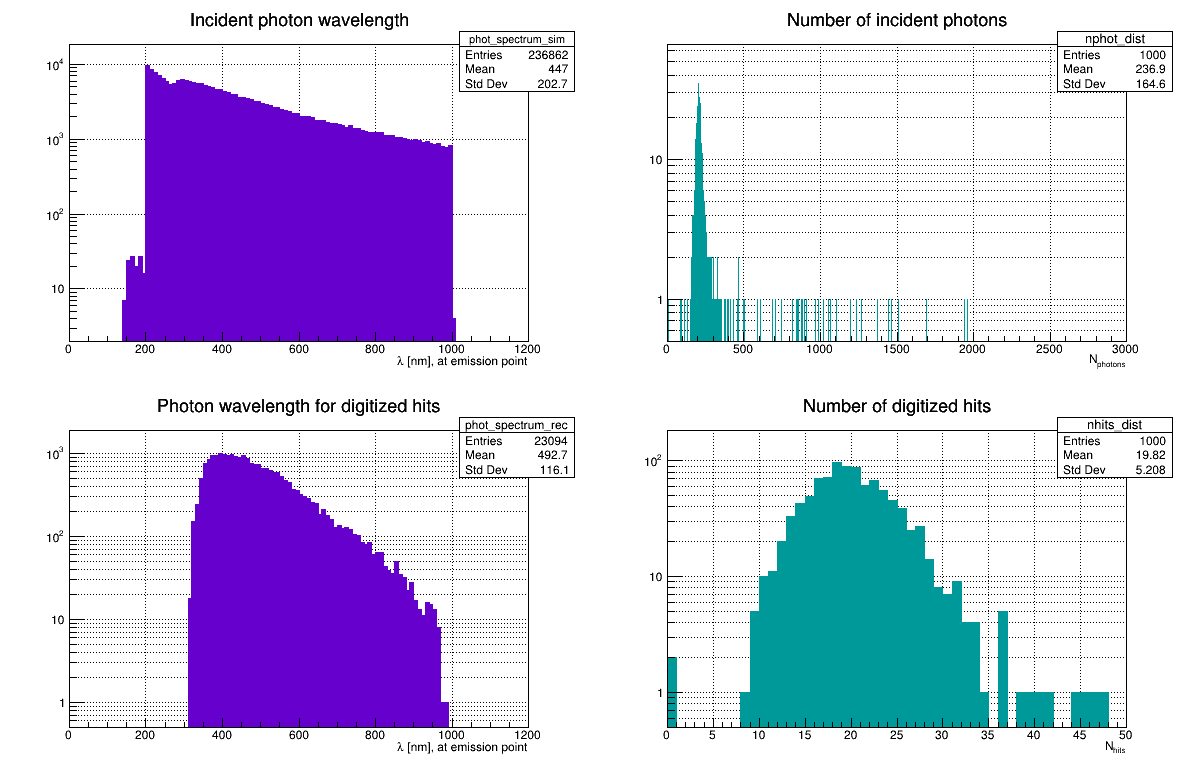 Incident photon wavelength
phot_spectrum_sim
Entries 236862
Mean 447
Std Dev 202.7
10^4
10^3
10^2
10
0 200 400 600 800 1000 1200
λ [nm], at emission point
Number of incident photons
nphot_dist
Entries 1000
Mean 236.9
Std Dev 164.6
10
1
0 500 1000 1500 2000 2500 3000
N_photons
Photon wavelength for digitized hits
phot_spectrum_rec
Entries 23094
Mean 492.7
Std Dev 116.1
10^3
10^2
10
1
0 200 400 600 800 1000 1200
λ [nm], at emission point
Number of digitized hits
nhits_dist
Entries 1000
Mean 19.82
Std Dev 5.208
10^2
10
1
0 5 10 15 20 25 30 35 40 45 50
N_hits